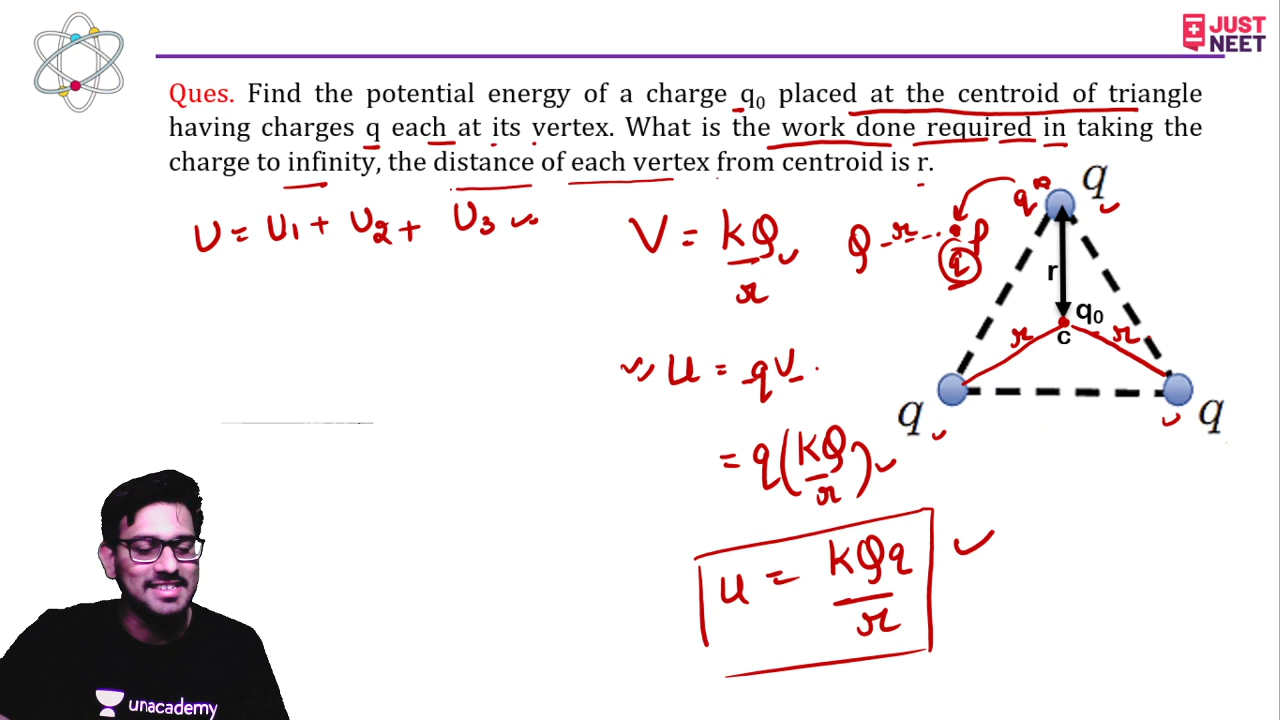 JUST
NEET
Ques. Find the potential energy of a charge q₀ placed at the centroid of triangle
having charges q each at its vertex. What is the work done required in taking the
charge to infinity, the distance of each vertex from centroid is r.
U = U₁ + U₂ + U₃
V = kQ/r
Q r P
q
q
q
r
q₀
c
r
r
q
q
U = qV
= q(kQ/r)
U = kQq/r
unacademy